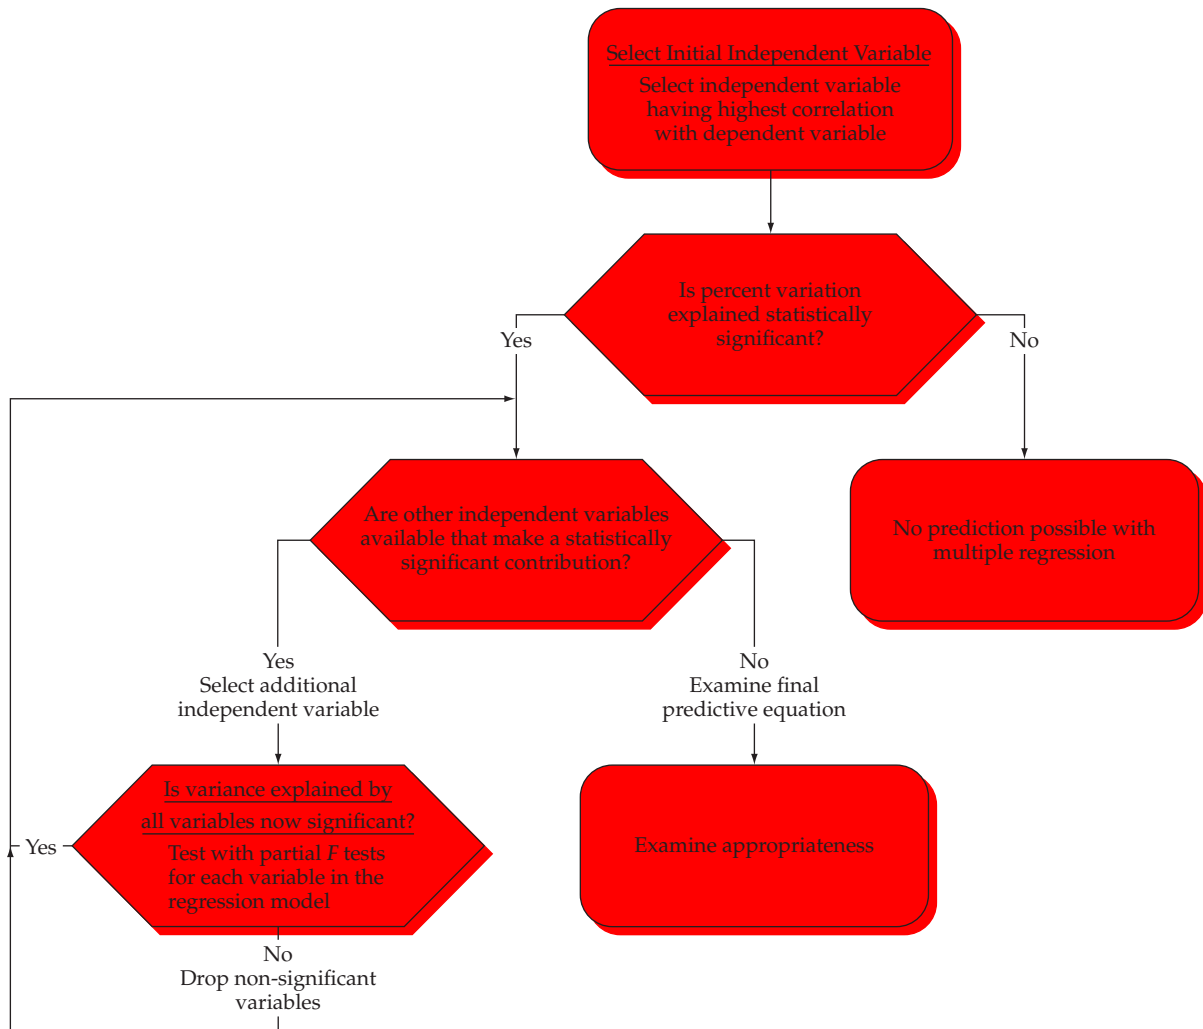 Select Initial Independent Variable
Select independent variable
having highest correlation
with dependent variable
Is percent variation
explained statistically
significant?
Yes
No
Are other independent variables
available that make a statistically
significant contribution?
No prediction possible with
multiple regression
Yes
Select additional
independent variable
No
Examine final
predictive equation
Is variance explained by
all variables now significant?
Test with partial F tests
for each variable in the
regression model
Yes
Examine appropriateness
No
Drop non-significant
variables